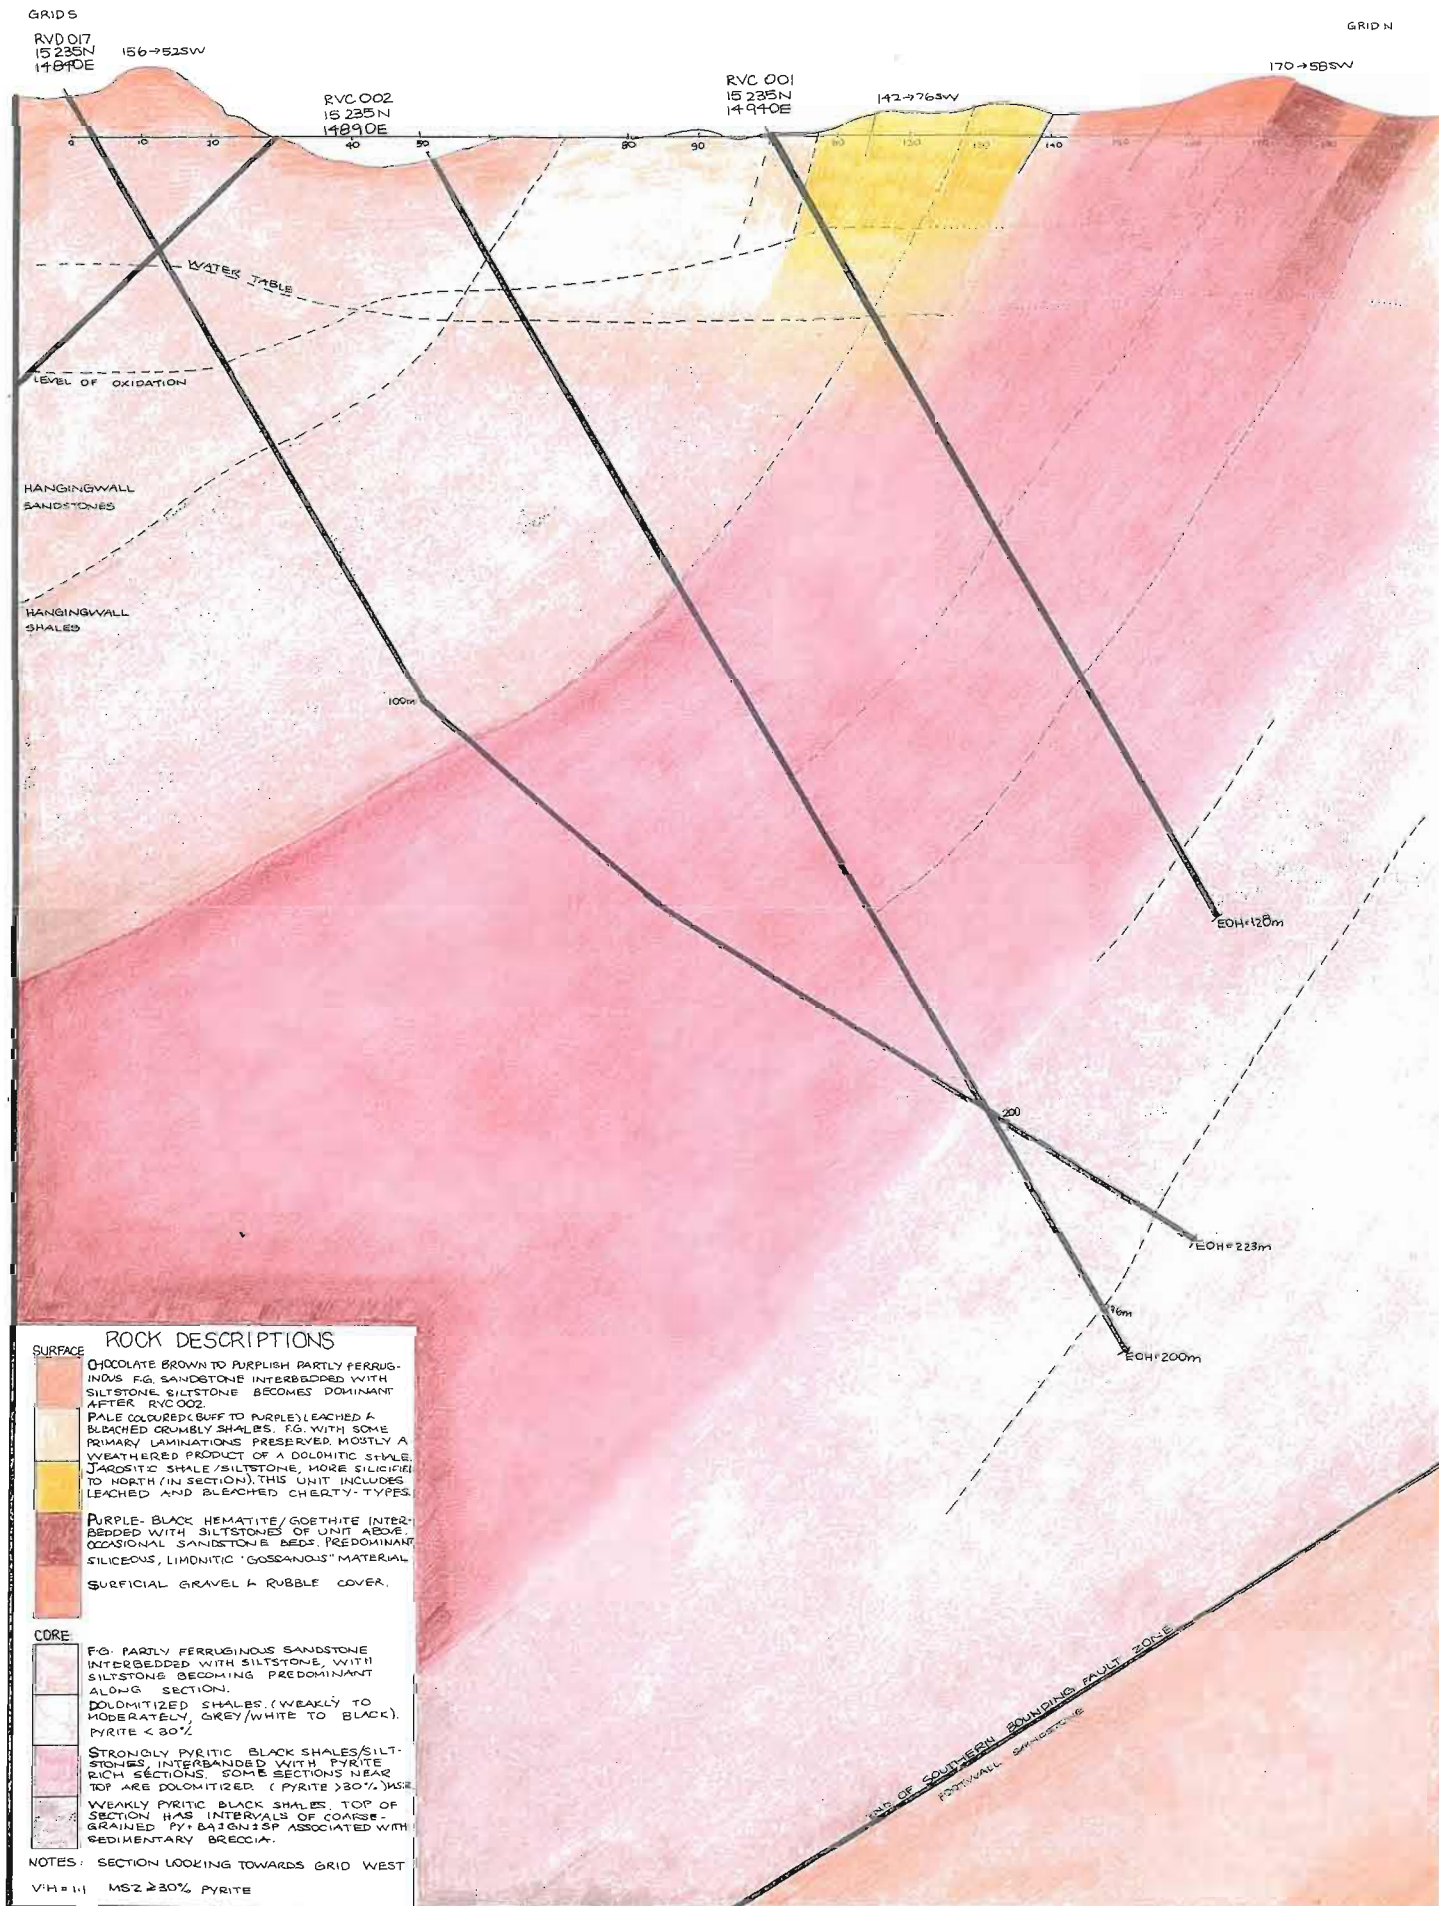 GRID S
GRID N
RVD 017
15 235N
14840E
156→52SW
RVC 002
15 235N
14890E
RVC 001
15 235N
14940E
142→76SW
170→58SW
0
10
20
30
40
50
80
90
130
140
WATER TABLE
LEVEL OF OXIDATION
HANGINGWALL
SANDSTONES
HANGINGWALL
SHALES
100m
EOH=128m
200
EOH=223m
196m
EOH=200m
END OF SOUTHERN BOUNDING FAULT ZONE
FOOTWALL SANDSTONE
ROCK DESCRIPTIONS
SURFACE
CHOCOLATE BROWN TO PURPLISH PARTLY FERRUG-
INOUS F.G. SANDSTONE INTERBEDDED WITH
SILTSTONE. SILTSTONE BECOMES DOMINANT
AFTER RVC 002.
PALE COLOURED (BUFF TO PURPLE) LEACHED &
BLEACHED CRUMBLY SHALES. F.G. WITH SOME
PRIMARY LAMINATIONS PRESERVED. MOSTLY A
WEATHERED PRODUCT OF A DOLOMITIC SHALE.
JAROSITIC SHALE/SILTSTONE, MORE SILICIFIED
TO NORTH (IN SECTION). THIS UNIT INCLUDES
LEACHED AND BLEACHED CHERTY-TYPES.
PURPLE-BLACK HEMATITE/GOETHITE INTER-
BEDDED WITH SILTSTONES OF UNIT ABOVE.
OCCASIONAL SANDSTONE BEDS. PREDOMINANT
SILICEOUS, LIMONITIC "GOSSANOUS" MATERIAL
SURFICIAL GRAVEL & RUBBLE COVER.
CORE
F.G. PARTLY FERRUGINOUS SANDSTONE
INTERBEDDED WITH SILTSTONE, WITH
SILTSTONE BECOMING PREDOMINANT
ALONG SECTION.
DOLOMITIZED SHALES. (WEAKLY TO
MODERATELY, GREY/WHITE TO BLACK).
PYRITE < 30%
STRONGLY PYRITIC BLACK SHALES/SILT-
STONES, INTERBANDED WITH PYRITE
RICH SECTIONS. SOME SECTIONS NEAR
TOP ARE DOLOMITIZED. (PYRITE >30%)
WEAKLY PYRITIC BLACK SHALES. TOP OF
SECTION HAS INTERVALS OF COARSE-
GRAINED PY+BA±GN±SP ASSOCIATED WITH
SEDIMENTARY BRECCIA.
NOTES: SECTION LOOKING TOWARDS GRID WEST
V:H = 1:1 MS2 ≥30% PYRITE